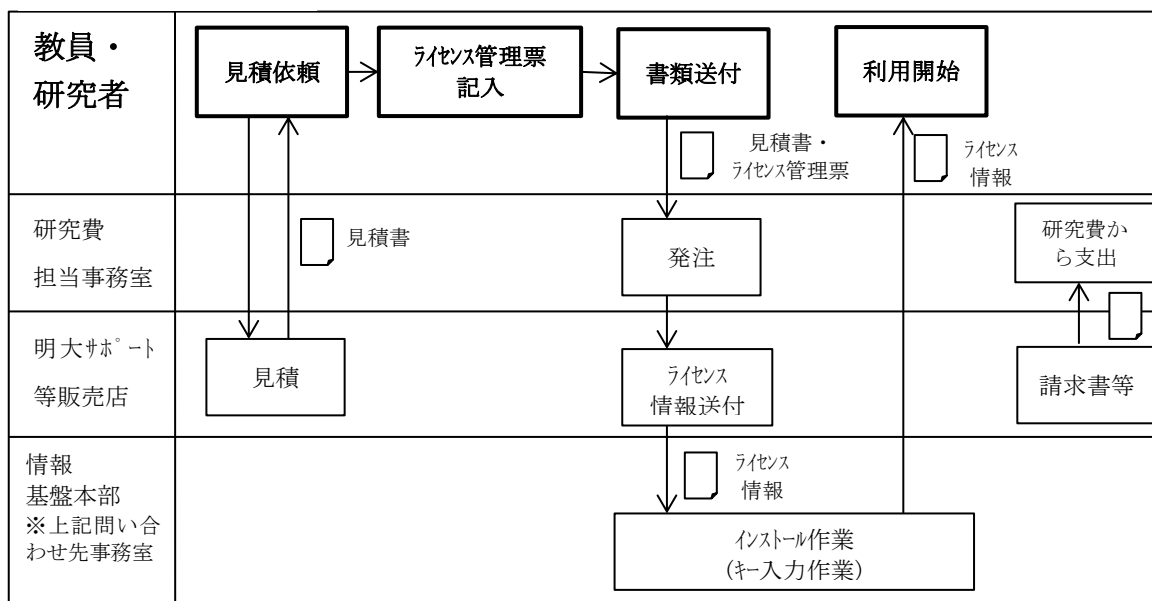 教員・
研究者
見積依頼
ﾗｲｾﾝｽ管理票
記入
書類送付
利用開始
見積書・
ﾗｲｾﾝｽ管理票
ﾗｲｾﾝｽ
情報
研究費
担当事務室
見積書
発注
研究費か
ら支出
明大ｻﾎﾟｰﾄ
等販売店
見積
ﾗｲｾﾝｽ
情報送付
請求書等
情報
基盤本部
※上記問い合
わせ先事務室
ﾗｲｾﾝｽ
情報
ｲﾝｽﾄｰﾙ作業
(ｷｰ入力作業)